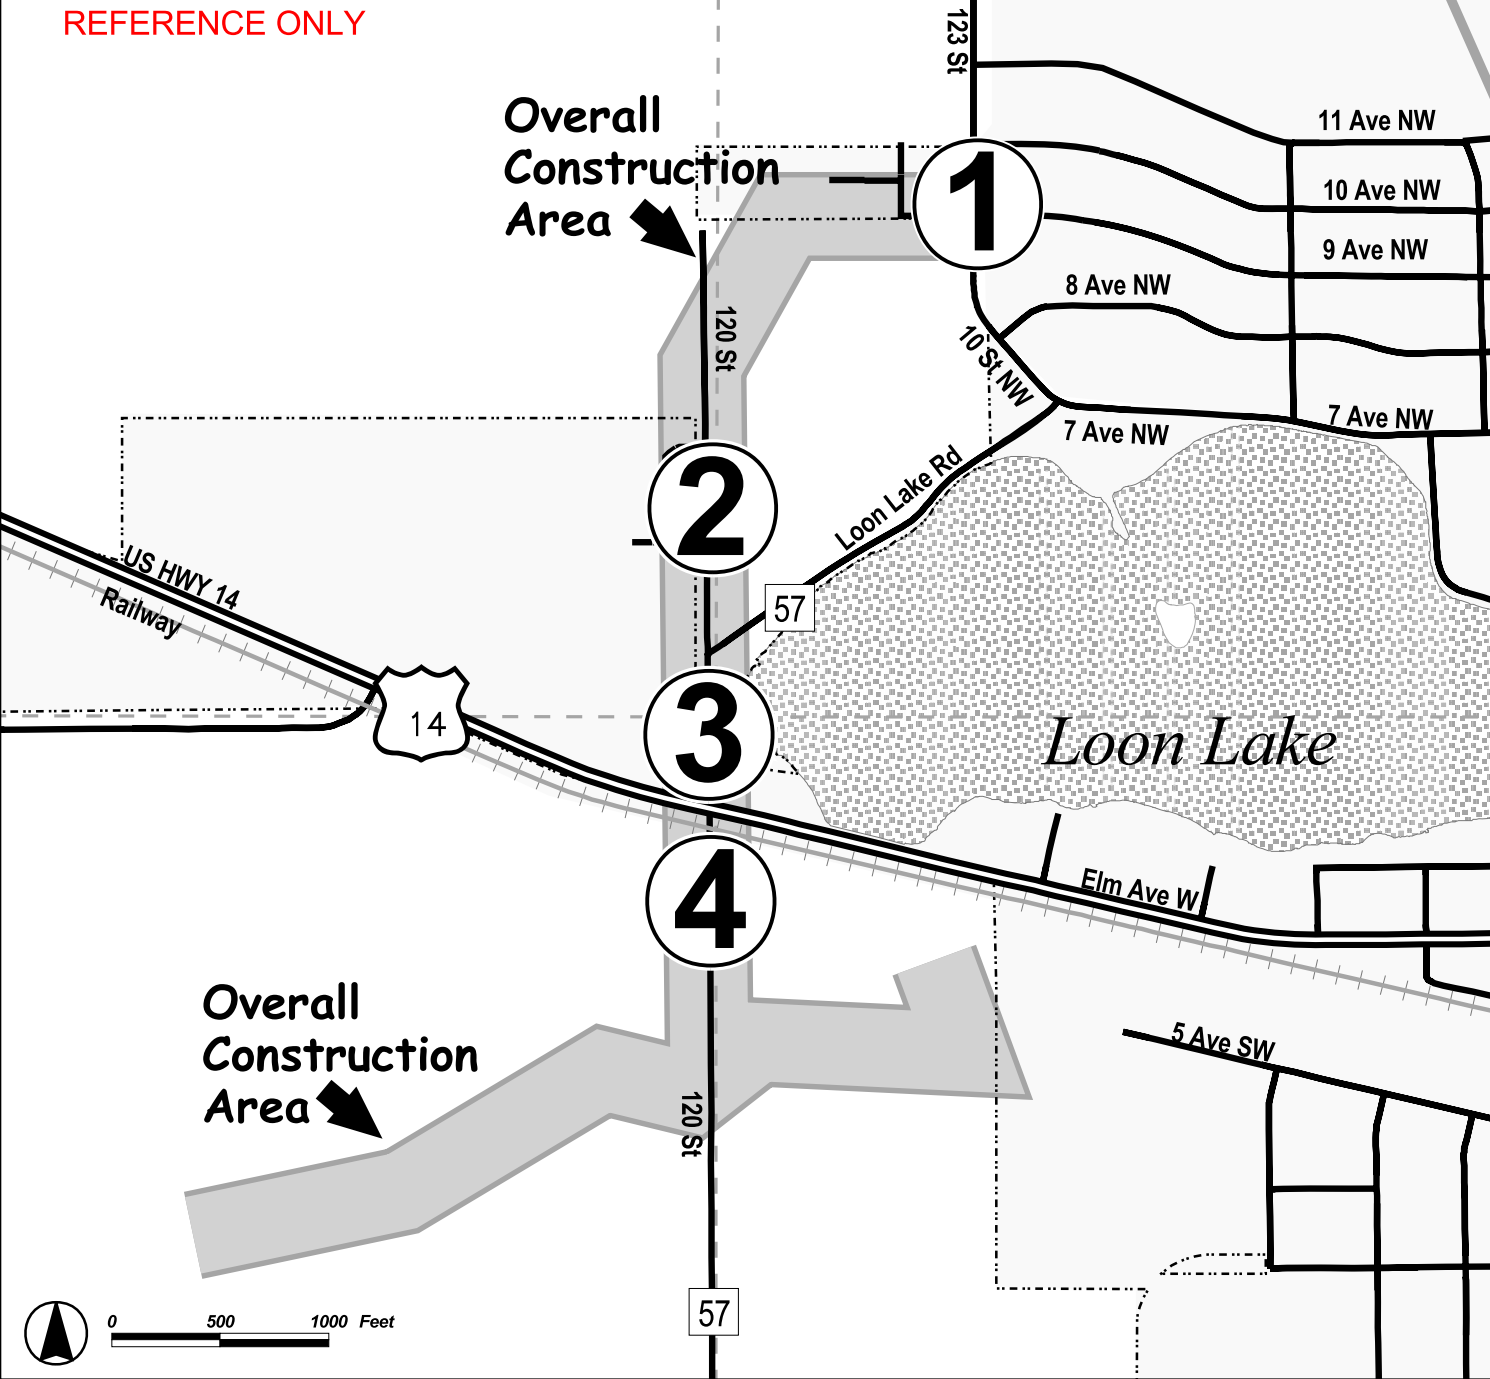 REFERENCE ONLY
123 St
Overall
Construction
Area
11 Ave NW
10 Ave NW
9 Ave NW
8 Ave NW
1
120 St
10 St NW
7 Ave NW
7 Ave NW
Loon Lake Rd
2
US HWY 14
Railway
57
14
3
Loon Lake
4
Elm Ave W
Overall
Construction
Area
5 Ave SW
120 St
57
0 500 1000 Feet